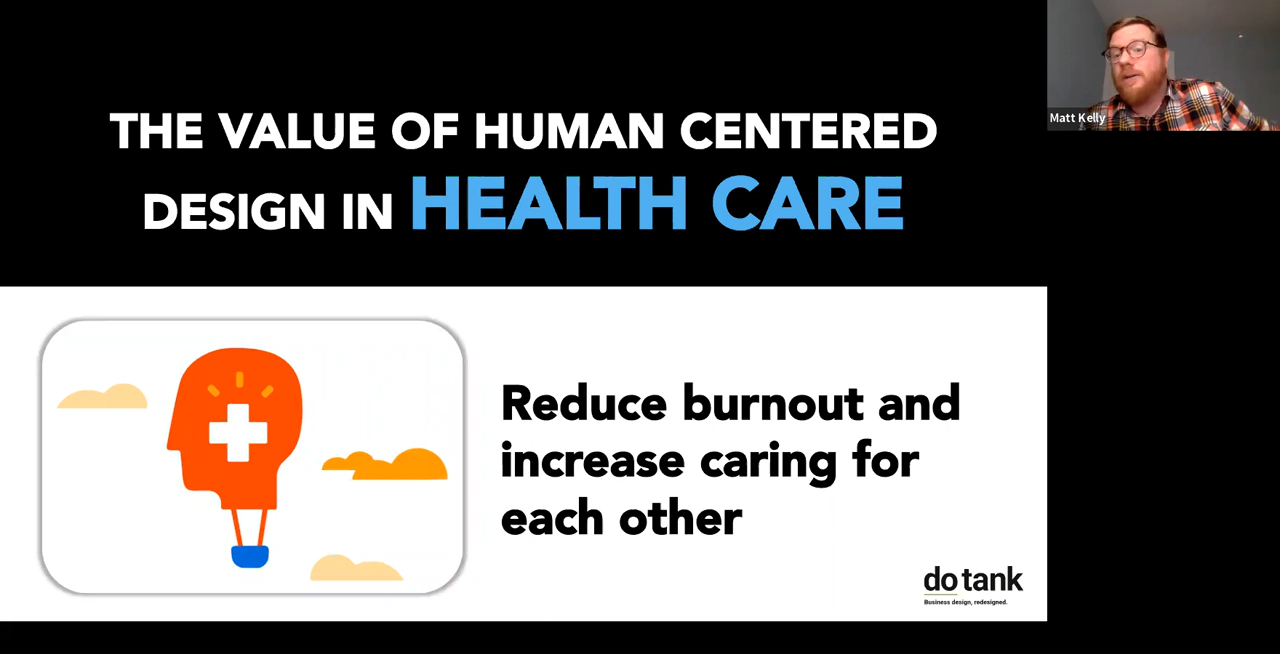 THE VALUE OF HUMAN CENTERED
DESIGN IN HEALTH CARE
Matt Kelly
Reduce burnout and
increase caring for
each other
do tank
Business design, redesigned.